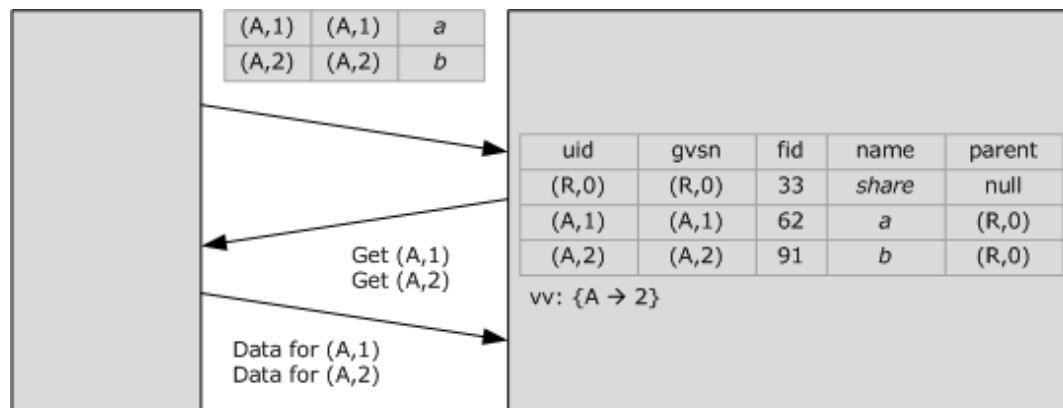 (A,1) (A,1) a
(A,2) (A,2) b
uid gvsn fid name parent
(R,0) (R,0) 33 share null
(A,1) (A,1) 62 a (R,0)
(A,2) (A,2) 91 b (R,0)
vv: {A → 2}
Get (A,1)
Get (A,2)
Data for (A,1)
Data for (A,2)